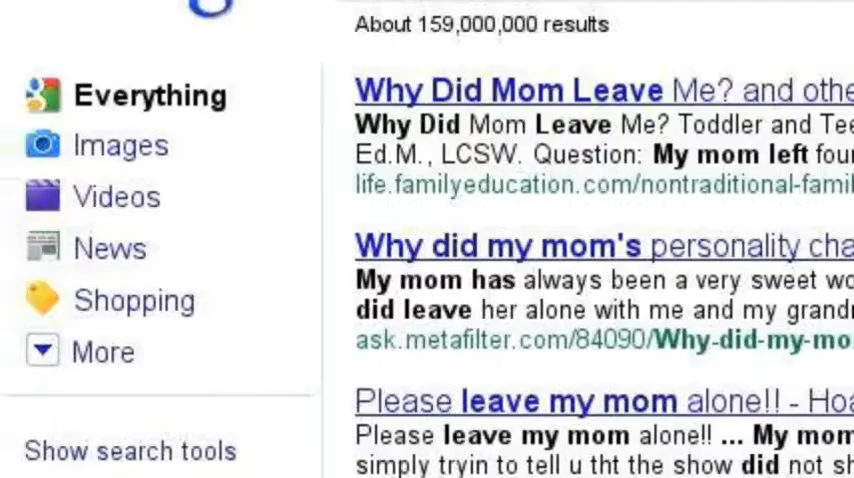 About 159,000,000 results
Everything
Images
Videos
News
Shopping
More
Show search tools
Why Did Mom Leave Me? and othe
Why Did Mom Leave Me? Toddler and Tee
Ed.M., LCSW. Question: My mom left four
life.familyeducation.com/nontraditional-famil
Why did my mom's personality cha
My mom has always been a very sweet wo
did leave her alone with me and my grandm
ask.metafilter.com/84090/Why-did-my-mo
Please leave my mom alone!! - Hoa
Please leave my mom alone!! ... My mom
simply tryin to tell u tht the show did not sh